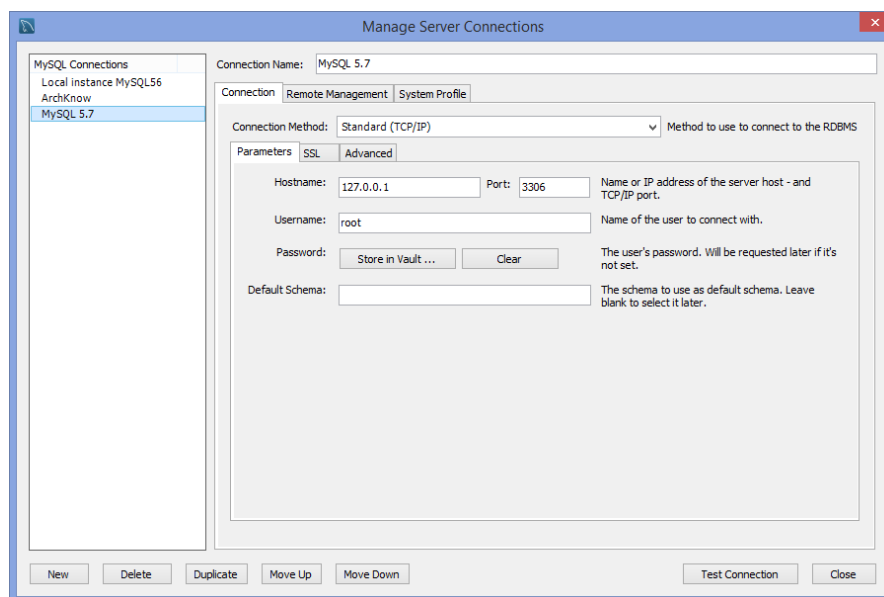 Manage Server Connections
MySQL Connections
Local instance MySQL56
ArchKnow
MySQL 5.7
Connection Name: MySQL 5.7
Connection Remote Management System Profile
Connection Method: Standard (TCP/IP) Method to use to connect to the RDBMS
Parameters SSL Advanced
Hostname: 127.0.0.1 Port: 3306 Name or IP address of the server host - and
TCP/IP port.
Username: root Name of the user to connect with.
Password: Store in Vault ... Clear The user's password. Will be requested later if it's
not set.
Default Schema: The schema to use as default schema. Leave
blank to select it later.
New Delete Duplicate Move Up Move Down Test Connection Close